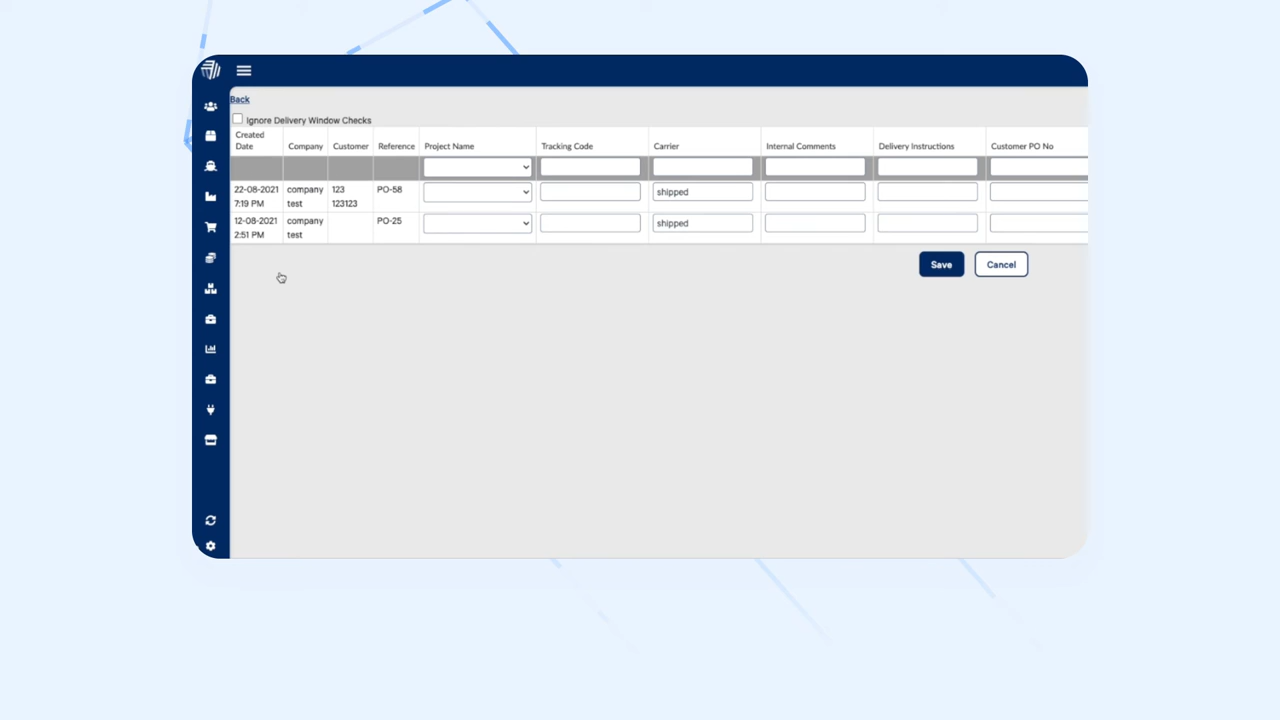 Back
Ignore Delivery Window Checks
Created Date Company Customer Reference Project Name Tracking Code Carrier Internal Comments Delivery Instructions Customer PO No
22-08-2021 7:19 PM company test 123 123123 PO-58 shipped
12-08-2021 2:51 PM company test PO-25 shipped
Save Cancel